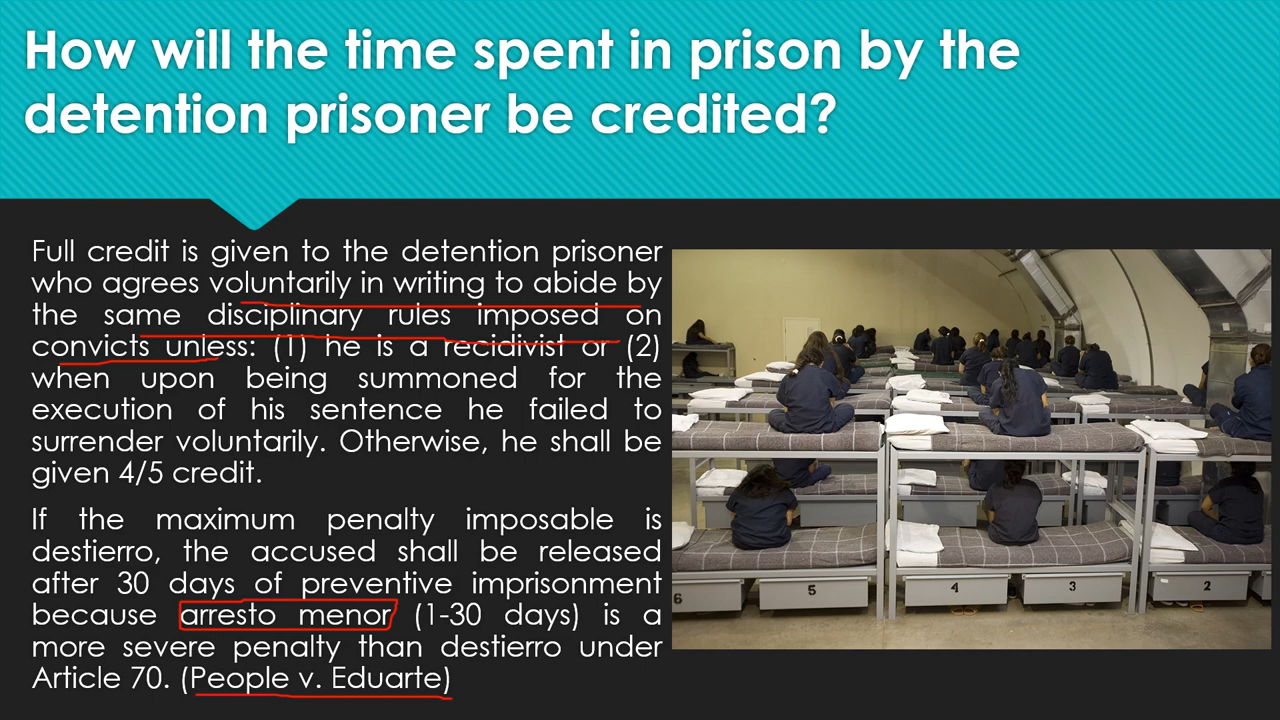 How will the time spent in prison by the
detention prisoner be credited?
Full credit is given to the detention prisoner
who agrees voluntarily in writing to abide by
the same disciplinary rules imposed on
convicts unless: (1) he is a recidivist or (2)
when upon being summoned for the
execution of his sentence he failed to
surrender voluntarily. Otherwise, he shall be
given 4/5 credit.
If the maximum penalty imposable is
destierro, the accused shall be released
after 30 days of preventive imprisonment
because arresto menor (1-30 days) is a
more severe penalty than destierro under
Article 70. (People v. Eduarte)
6 5 4 3 2